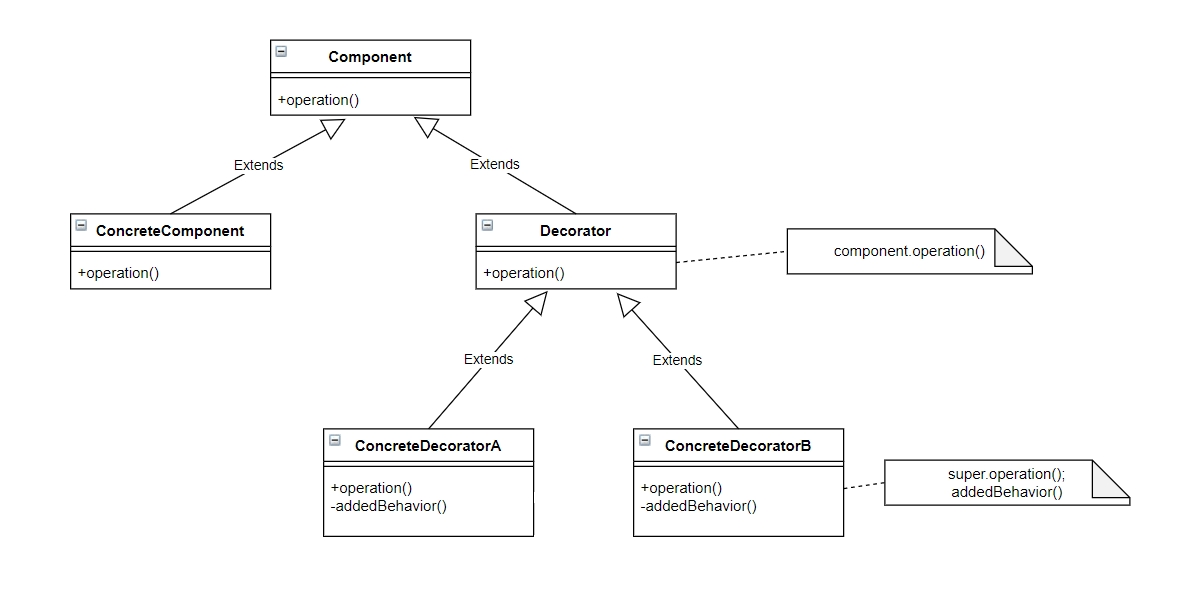 Component
+operation()
Extends
Extends
ConcreteComponent
+operation()
Decorator
+operation()
component.operation()
Extends
Extends
ConcreteDecoratorA
+operation()
-addedBehavior()
ConcreteDecoratorB
+operation()
-addedBehavior()
super.operation();
addedBehavior()